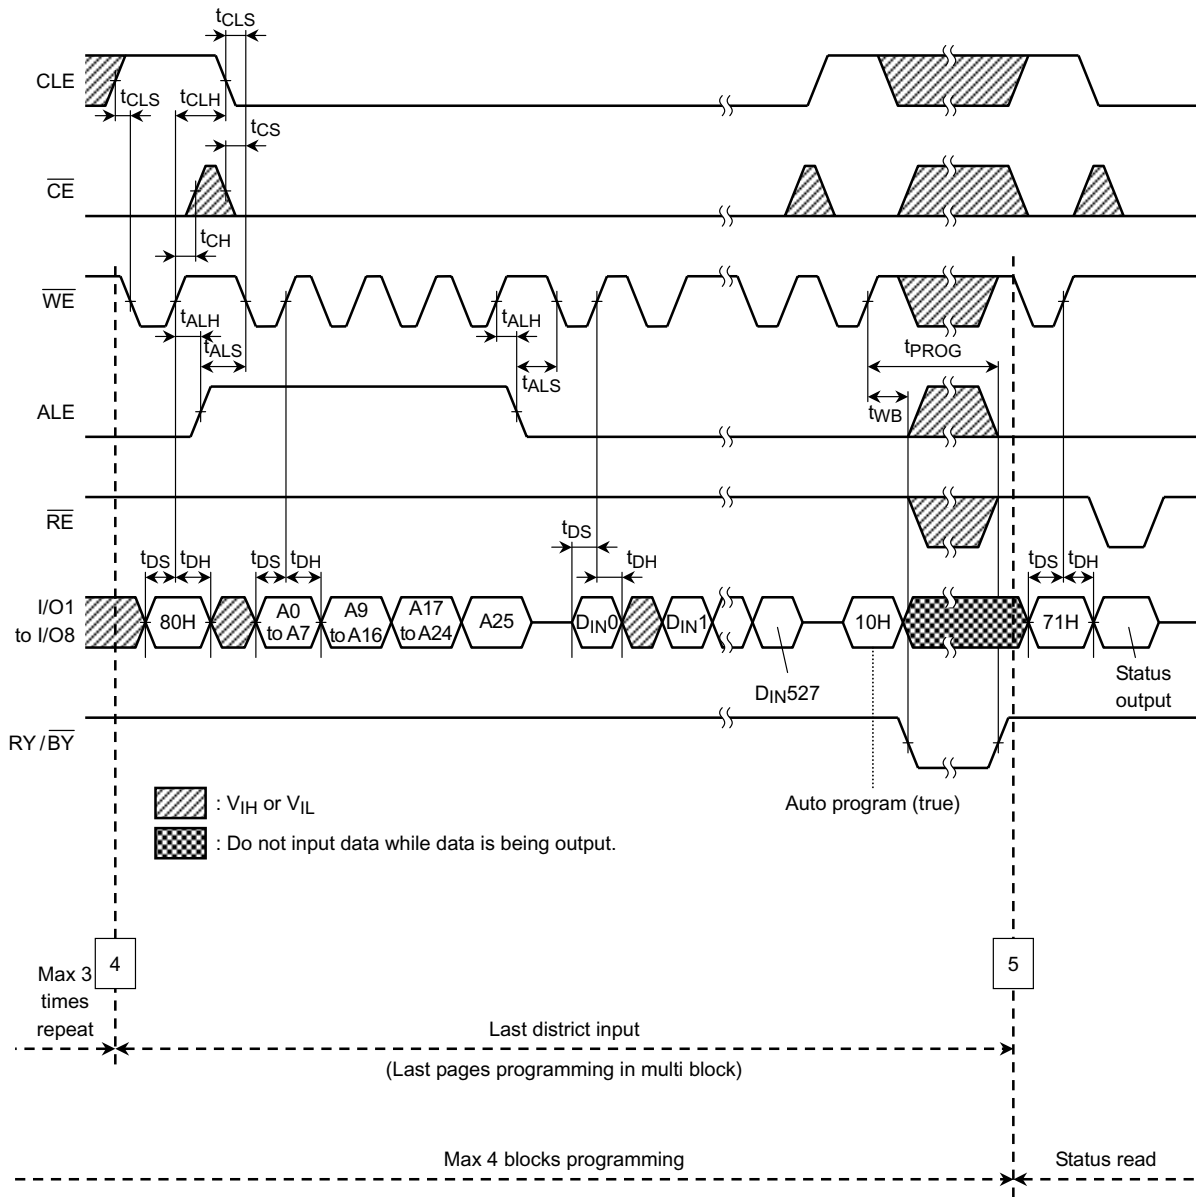 tCLS
CLE
tCLS
tCLH
tCS
CE
tCH
WE
tALH
tALH
tALS
tPROG
tALS
ALE
tWB
RE
tDS
tDS
tDH
tDS
tDH
tDH
tDS
tDH
I/O1
to I/O8
80H
A0
to A7
A9
to A16
A17
to A24
A25
DIN0
DIN1
10H
71H
DIN527
Status
output
RY/BY
: VIH or VIL
Auto program (true)
: Do not input data while data is being output.
4
5
Max 3
times
repeat
Last district input
(Last pages programming in multi block)
Max 4 blocks programming
Status read